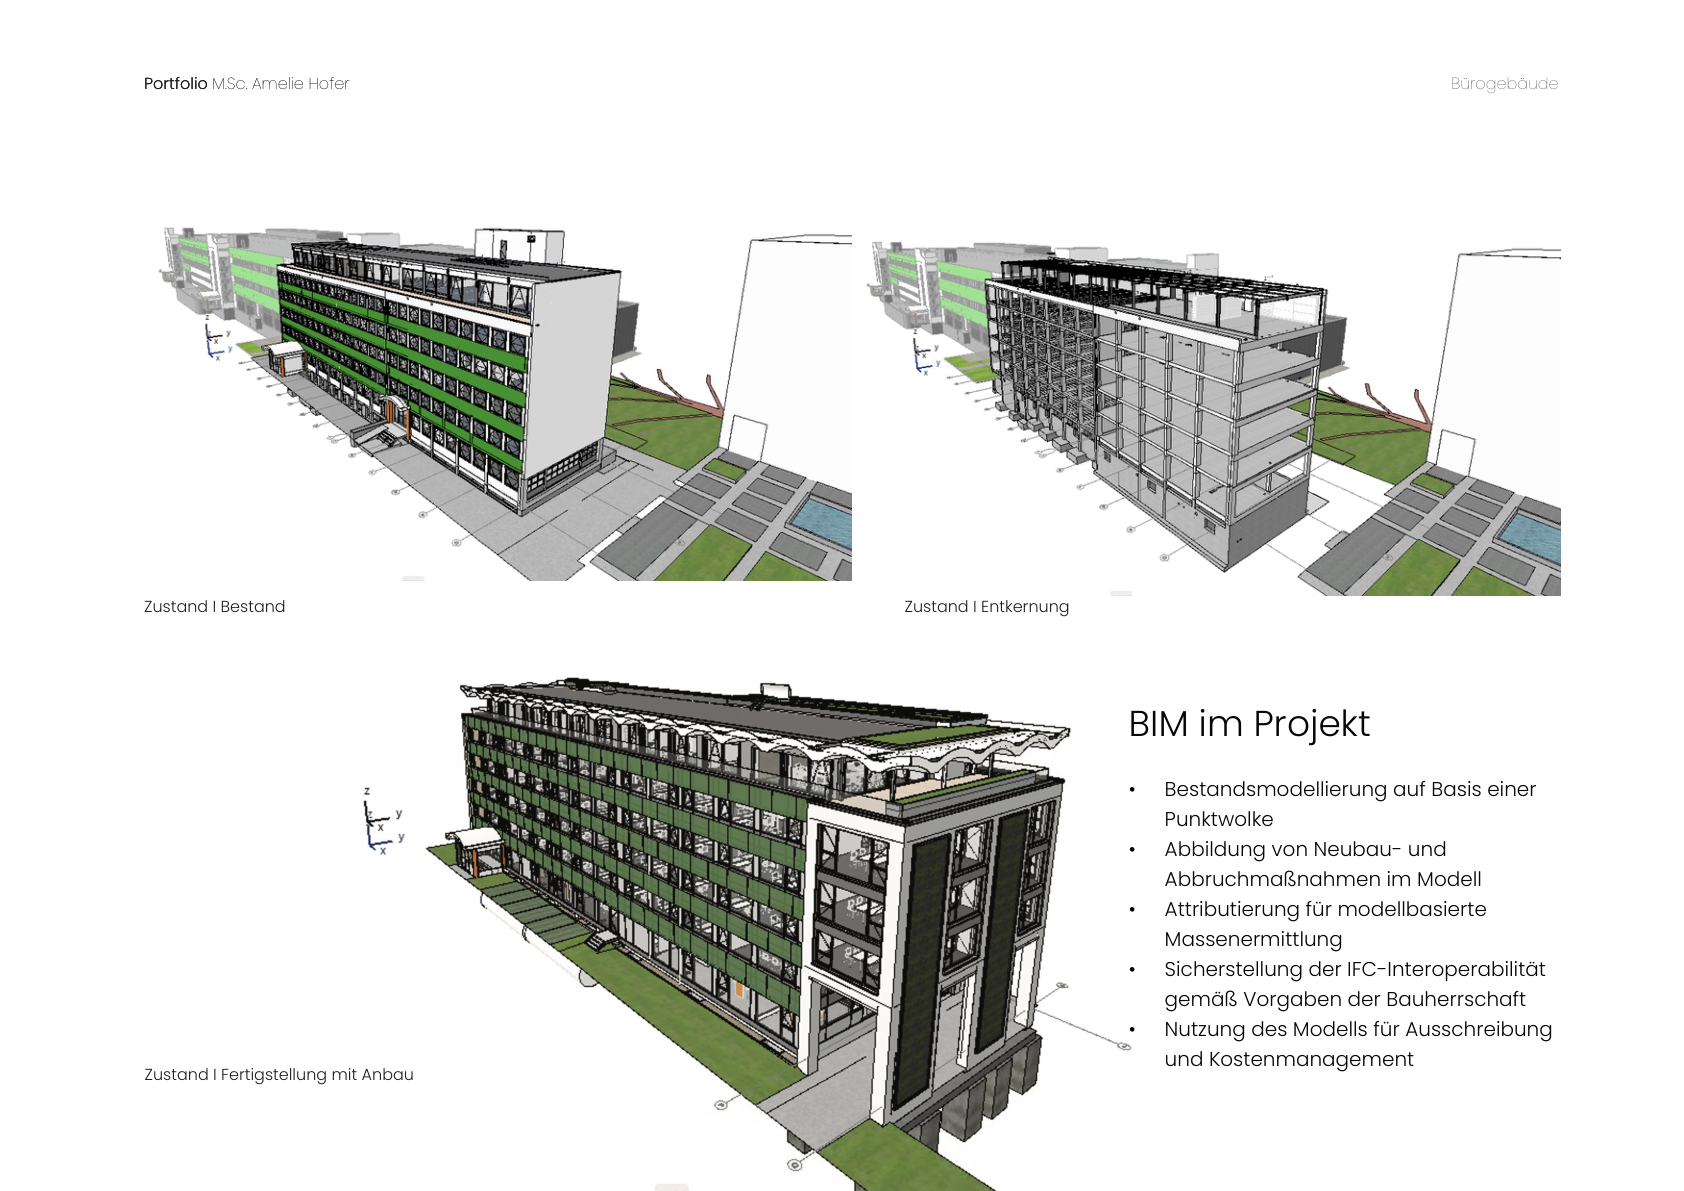 Portfolio M.Sc. Amelie Hofer
Bürogebäude
z
y
x
y
x
z
y
x
y
x
Zustand I Bestand
Zustand I Entkernung
BIM im Projekt
• Bestandsmodellierung auf Basis einer
Punktwolke
• Abbildung von Neubau- und
Abbruchmaßnahmen im Modell
• Attributierung für modellbasierte
Massenermittlung
• Sicherstellung der IFC-Interoperabilität
gemäß Vorgaben der Bauherrschaft
• Nutzung des Modells für Ausschreibung
und Kostenmanagement
z
y
x
y
x
Zustand I Fertigstellung mit Anbau